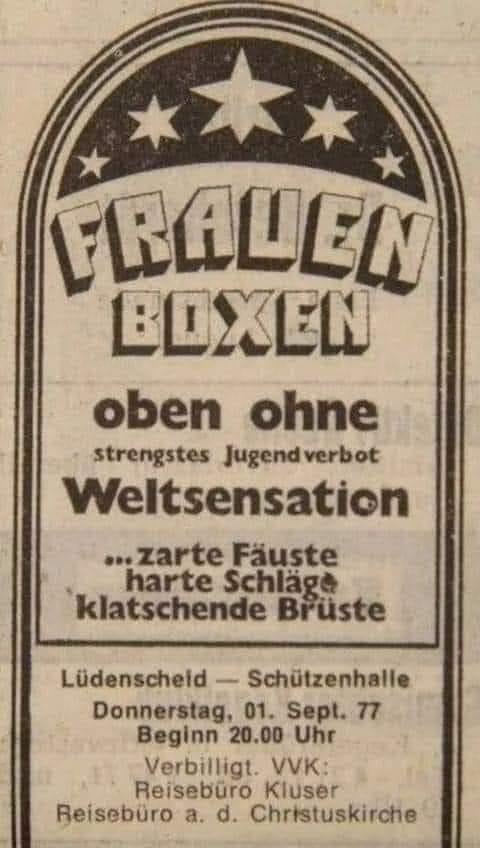 FRAUEN
BOXEN
oben ohne
strengstes Jugendverbot
Weltsensation
...zarte Fäuste
harte Schläge
klatschende Brüste
Lüdenscheid — Schützenhalle
Donnerstag, 01. Sept. 77
Beginn 20.00 Uhr
Verbilligt. VVK:
Reisebüro Kluser
Reisebüro a. d. Christuskirche